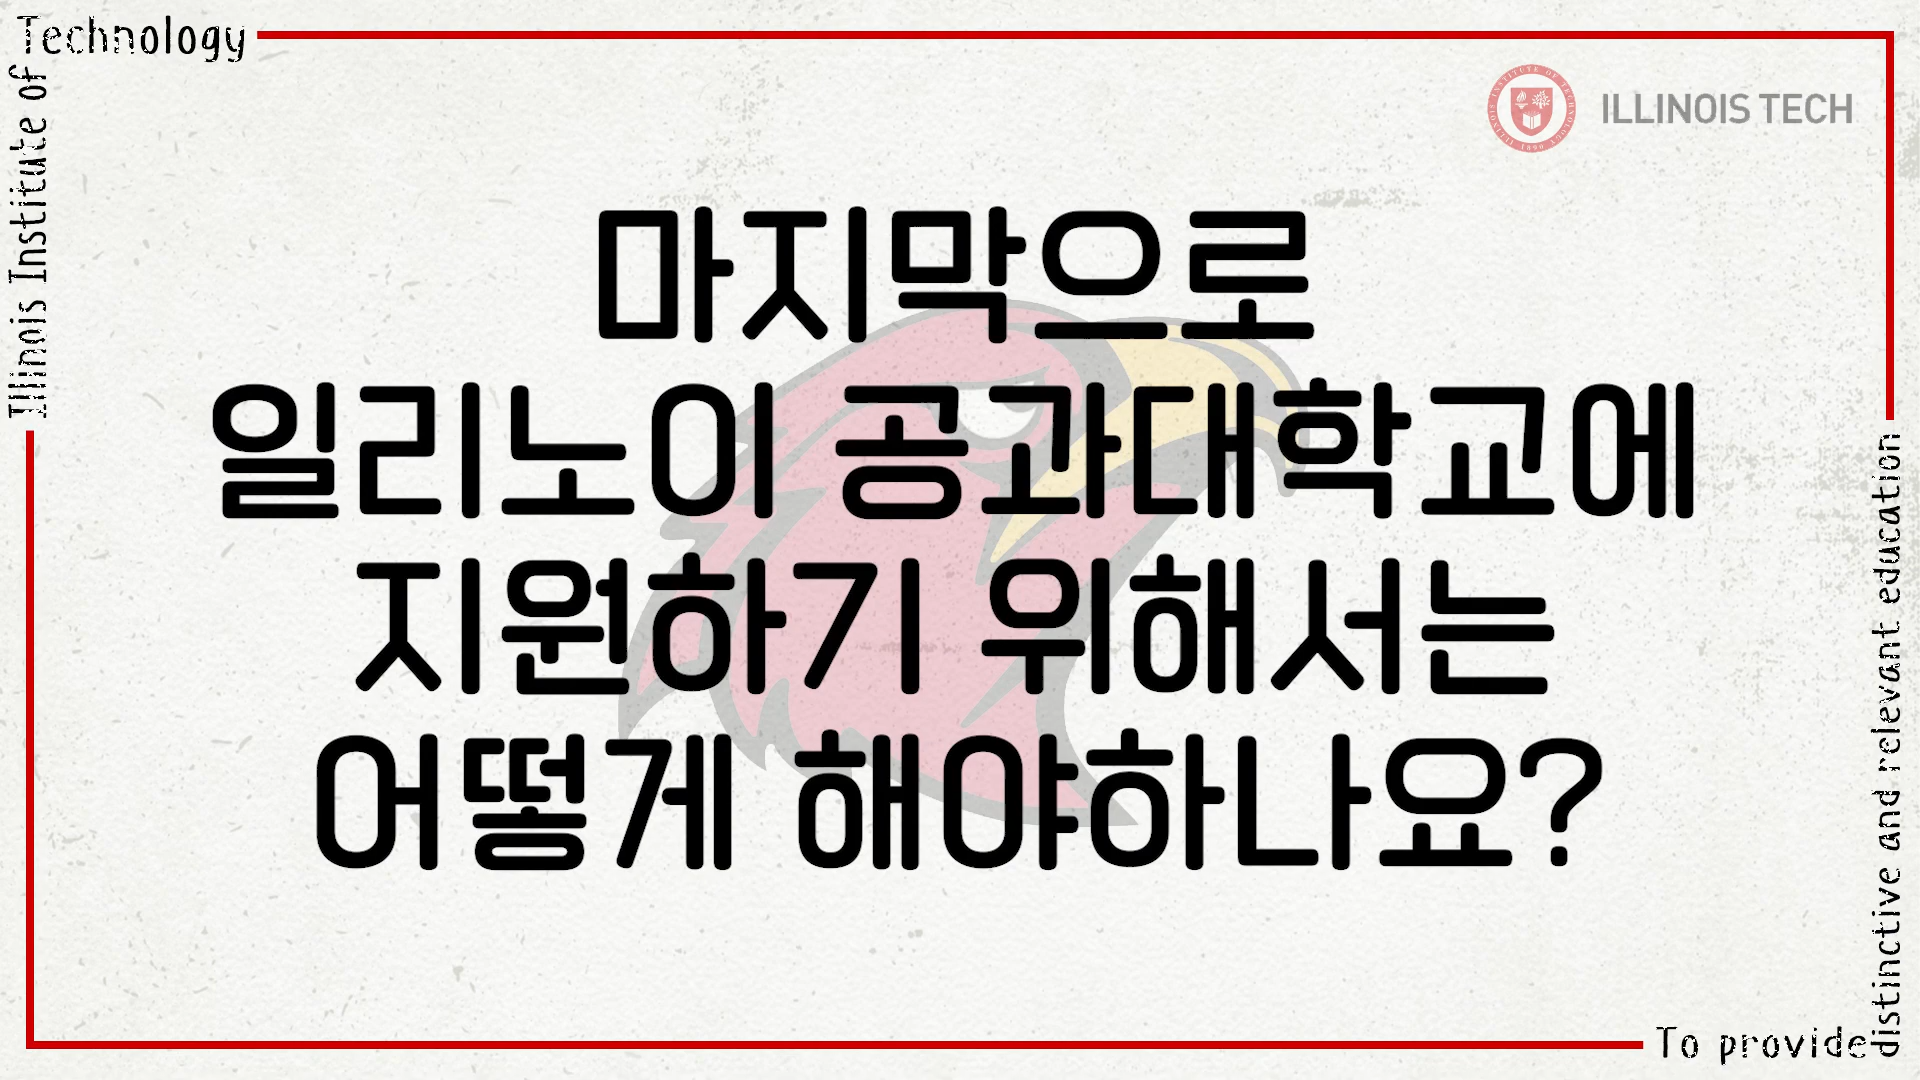 Illinois Institute of
Technology
ILLINOIS TECH
마지막으로
일리노이 공과대학교에
지원하기 위해서는
어떻게 해야하나요?
To provide
distinctive and relevant education